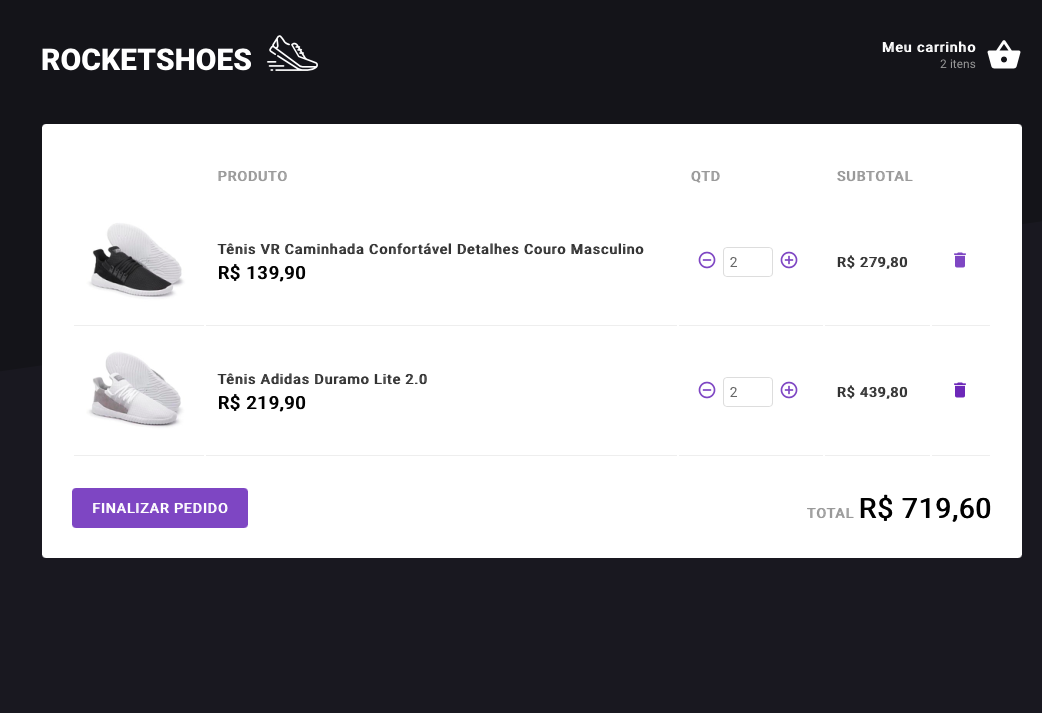 ROCKETSHOES
Meu carrinho
2 itens
PRODUTO QTD SUBTOTAL
Tênis VR Caminhada Confortável Detalhes Couro Masculino
R$ 139,90
2
R$ 279,80
Tênis Adidas Duramo Lite 2.0
R$ 219,90
2
R$ 439,80
FINALIZAR PEDIDO
TOTAL R$ 719,60